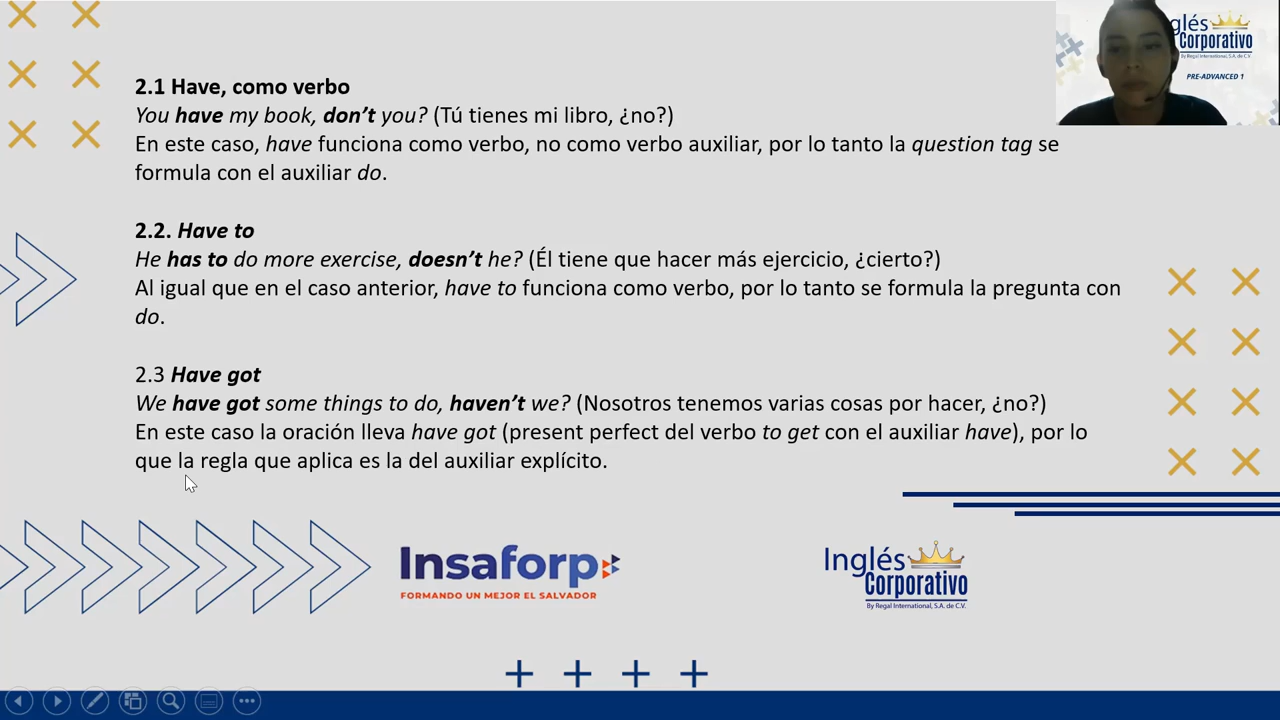 2.1 Have, como verbo
You have my book, don't you? (Tú tienes mi libro, ¿no?)
En este caso, have funciona como verbo, no como verbo auxiliar, por lo tanto la question tag se
formula con el auxiliar do.
2.2. Have to
He has to do more exercise, doesn't he? (Él tiene que hacer más ejercicio, ¿cierto?)
Al igual que en el caso anterior, have to funciona como verbo, por lo tanto se formula la pregunta con
do.
2.3 Have got
We have got some things to do, haven't we? (Nosotros tenemos varias cosas por hacer, ¿no?)
En este caso la oración lleva have got (present perfect del verbo to get con el auxiliar have), por lo
que la regla que aplica es la del auxiliar explícito.
glés
Corporativo
By Regal International, S.A. de C.V.
PRE-ADVANCED 1
Insaforp
FORMANDO UN MEJOR EL SALVADOR
Inglés
Corporativo
By Regal International, S.A. de C.V.